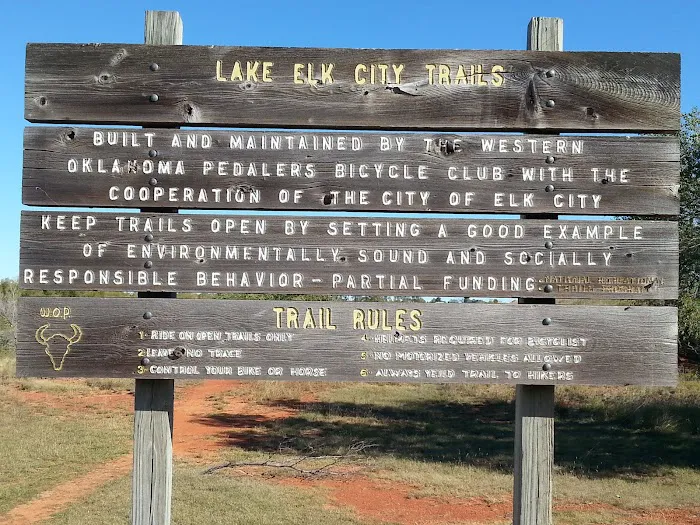 LAKE ELK CITY TRAILS
BUILT AND MAINTAINED BY THE WESTERN
OKLAHOMA PEDALERS BICYCLE CLUB WITH THE
COOPERATION OF THE CITY OF ELK CITY
KEEP TRAILS OPEN BY SETTING A GOOD EXAMPLE
OF ENVIRONMENTALLY SOUND AND SOCIALLY
RESPONSIBLE BEHAVIOR - PARTIAL FUNDING
NATIONAL RECREATION
W.O.P.
TRAIL RULES
1- RIDE ON OPEN TRAILS ONLY
2- LEAVE NO TRACE
3- CONTROL YOUR BIKE OR HORSE
4- HELMETS REQUIRED FOR BICYCLIST
5- NO MOTORIZED VEHICLES ALLOWED
6- ALWAYS YEILD TRAIL TO HIKERS